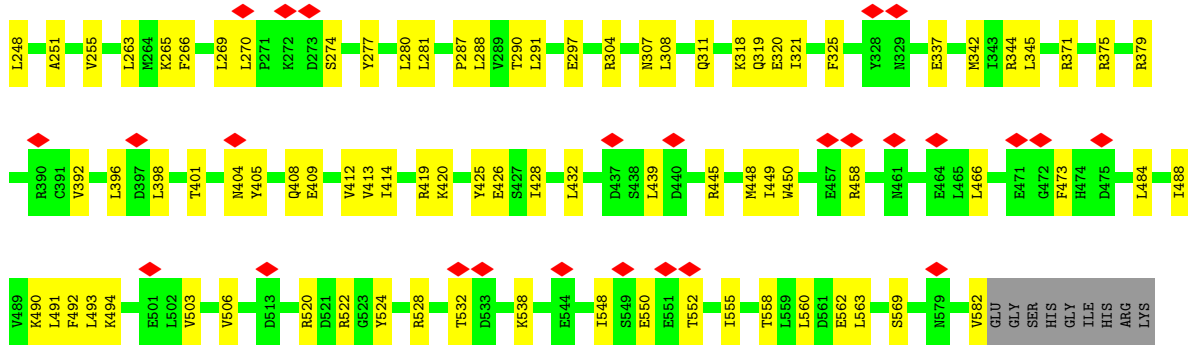 L248 A251 V255 L263 M264 K265 F266 L269 L270 P271 K272 D273 S274 Y277 L280 L281 P287 L288 V289 T290 L291 E297 R304 N307 L308 Q311 K318 Q319 E320 I321 F325 Y328 N329 E337 M342 I343 R344 L345 R371 R375 R379
R390 C391 V392 L396 D397 L398 T401 N404 Y405 Q408 E409 V412 V413 I414 R419 K420 Y425 E426 S427 I428 L432 D437 S438 L439 D440 R445 M448 I449 W450 E457 R458 N461 E464 L465 L466 E471 G472 F473 H474 D475 L484 I488
V489 K490 L491 F492 L493 K494 E501 L502 V503 V506 D513 R520 D521 R522 G523 Y524 R528 T532 D533 K538 E544 I548 S549 E550 E551 T552 I555 T558 L559 L560 D561 E562 L563 S569 N579 V582 GLU GLY SER HIS GLY ILE HIS ARG LYS